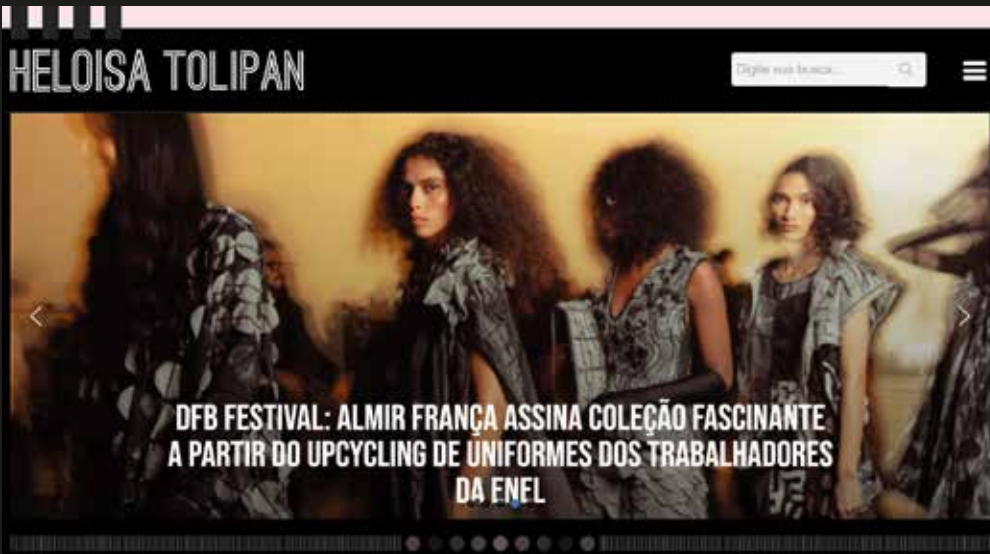 HELOISA TOLIPAN
Digite sua busca...
DFB FESTIVAL: ALMIR FRANÇA ASSINA COLEÇÃO FASCINANTE
A PARTIR DO UPCYCLING DE UNIFORMES DOS TRABALHADORES
DA ENEL